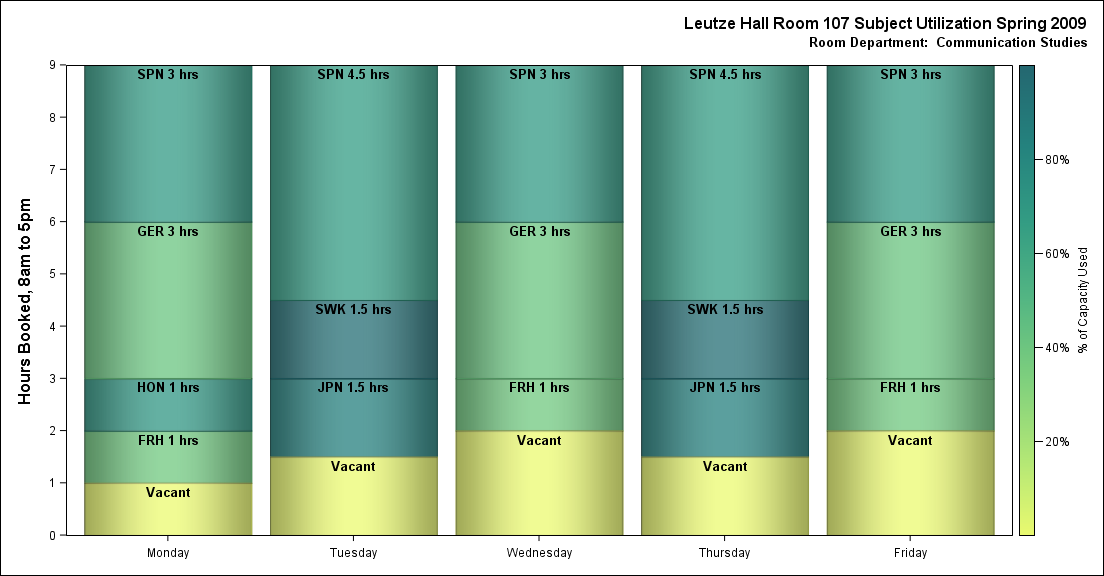 Leutze Hall Room 107 Subject Utilization Spring 2009
Room Department: Communication Studies
Hours Booked, 8am to 5pm
9
8
7
6
5
4
3
2
1
0
SPN 3 hrs
GER 3 hrs
HON 1 hrs
FRH 1 hrs
Vacant
Monday
SPN 4.5 hrs
SWK 1.5 hrs
JPN 1.5 hrs
Vacant
Tuesday
SPN 3 hrs
GER 3 hrs
FRH 1 hrs
Vacant
Wednesday
SPN 4.5 hrs
SWK 1.5 hrs
JPN 1.5 hrs
Vacant
Thursday
SPN 3 hrs
GER 3 hrs
FRH 1 hrs
Vacant
Friday
80%
60%
40%
20%
% of Capacity Used